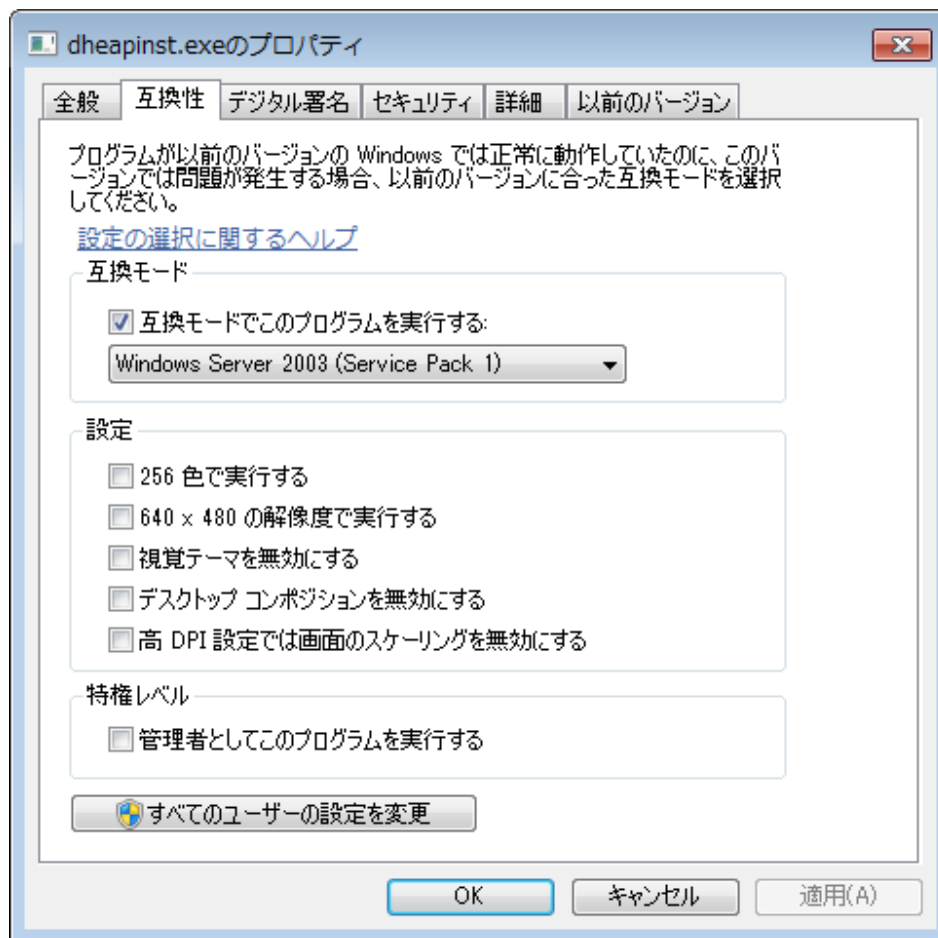 dheapinst.exeのプロパティ
全般 互換性 デジタル署名 セキュリティ 詳細 以前のバージョン
プログラムが以前のバージョンの Windows では正常に動作していたのに、このバ
ージョンでは問題が発生する場合、以前のバージョンに合った互換モードを選択
してください。
設定の選択に関するヘルプ
互換モード
互換モードでこのプログラムを実行する:
Windows Server 2003 (Service Pack 1)
設定
256 色で実行する
640 x 480 の解像度で実行する
視覚テーマを無効にする
デスクトップ コンポジションを無効にする
高 DPI 設定では画面のスケーリングを無効にする
特権レベル
管理者としてこのプログラムを実行する
すべてのユーザーの設定を変更
OK キャンセル 適用(A)